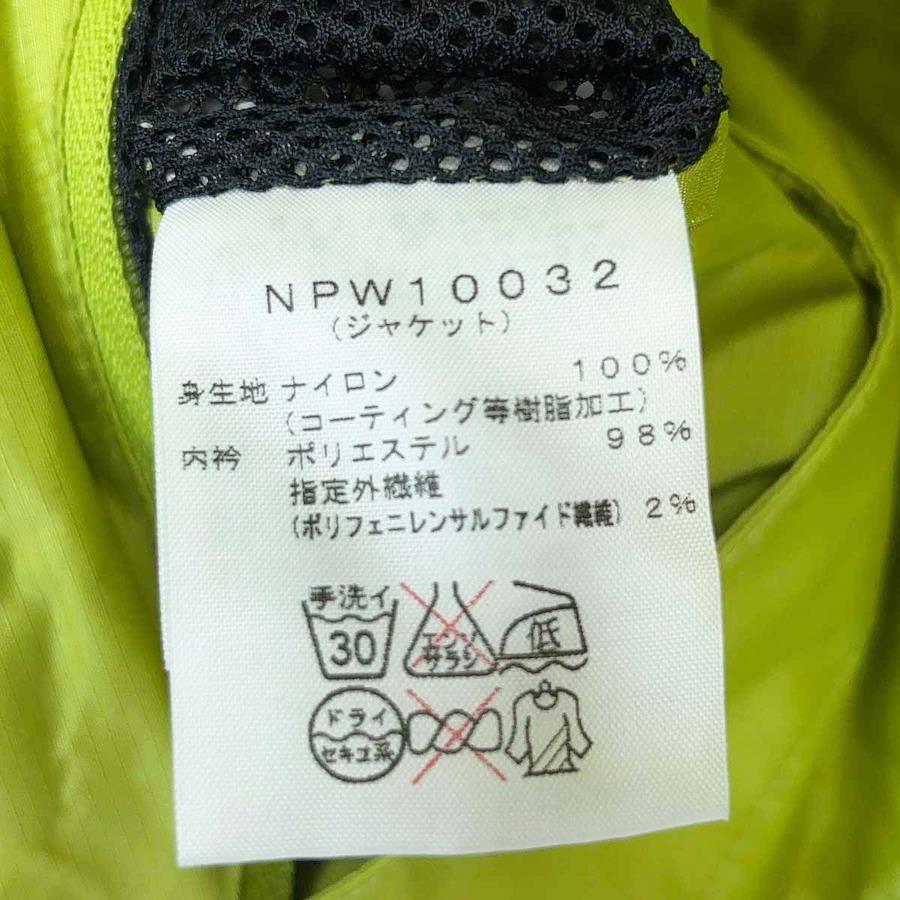 NPW10032
(ジャケット)
身生地 ナイロン 100%
(コーティング等樹脂加工)
内衿 ポリエステル 98%
指定外繊維
(ポリフェニレンサルファイド繊維) 2%
手洗イ
30
エンソ
サラシ
低
ドライ
セキユ系